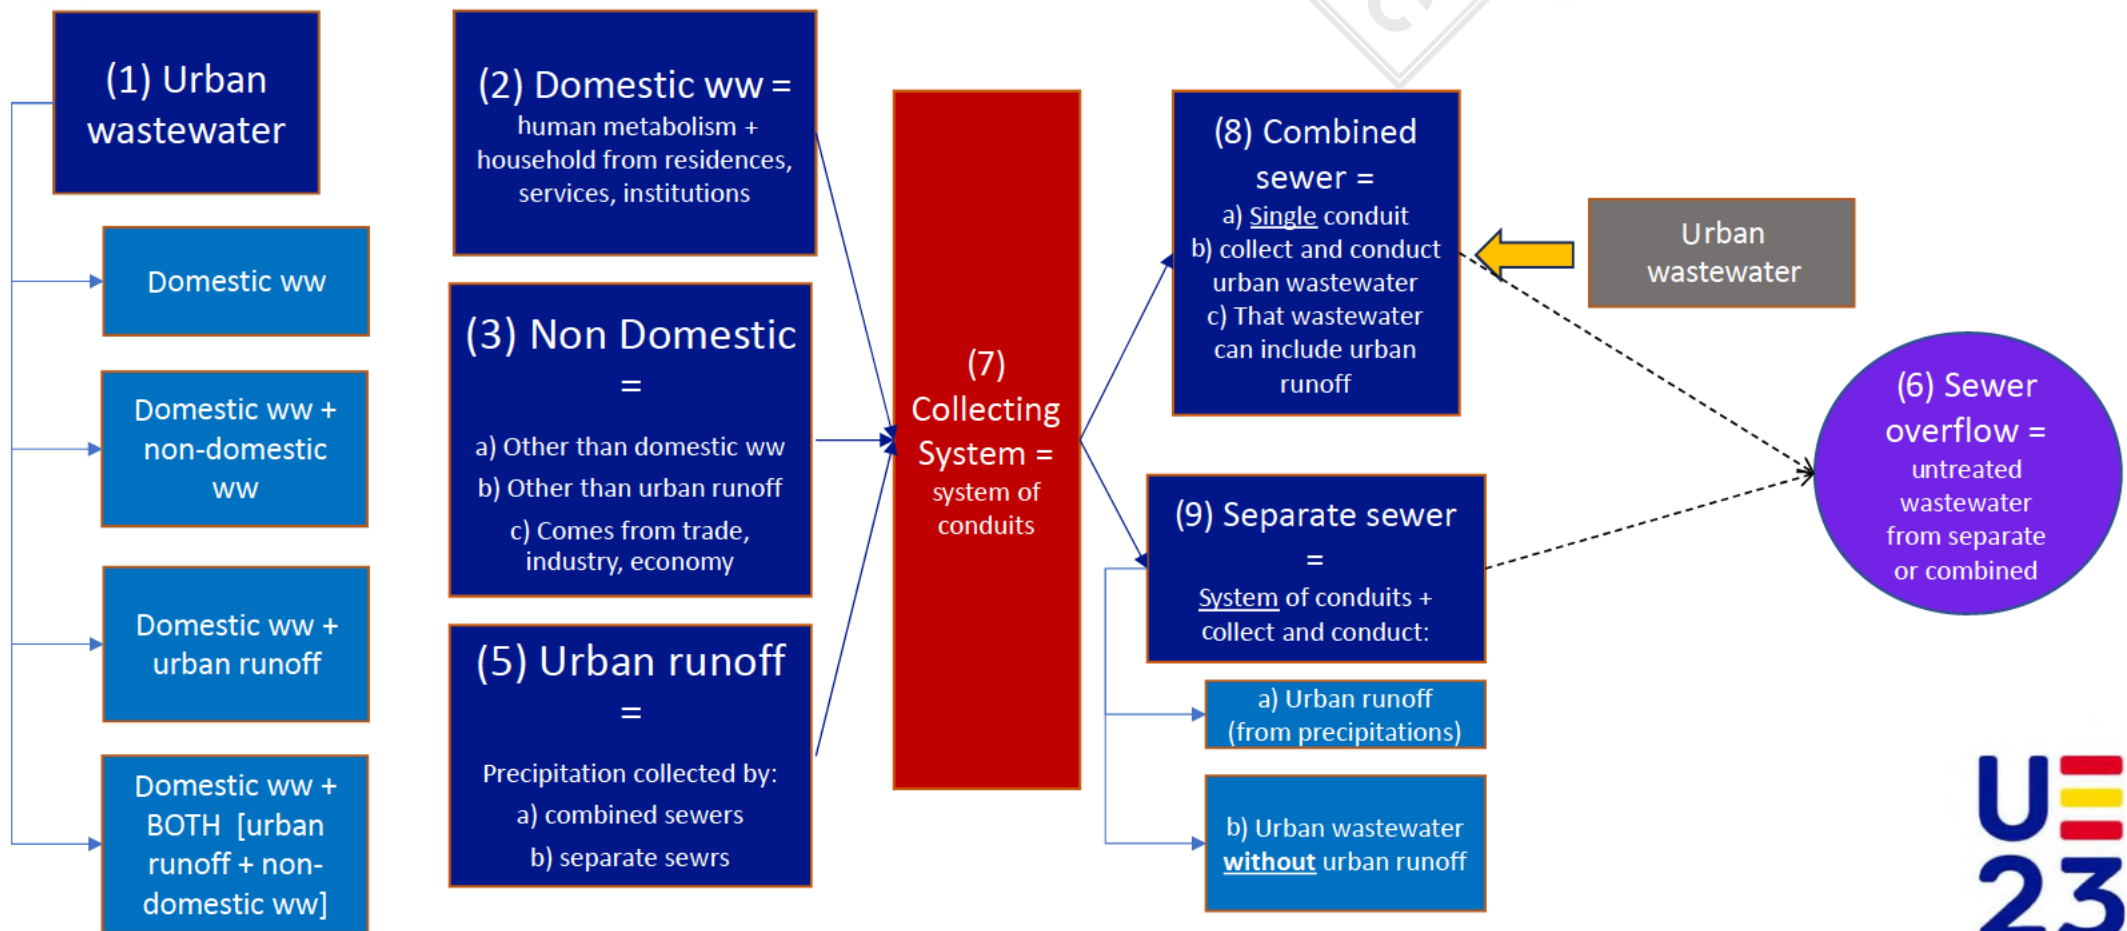 (1) Urban
wastewater
Domestic ww
Domestic ww +
non-domestic
ww
Domestic ww +
urban runoff
Domestic ww +
BOTH [urban
runoff + non-
domestic ww]
(2) Domestic ww =
human metabolism +
household from residences,
services, institutions
(3) Non Domestic
=
a) Other than domestic ww
b) Other than urban runoff
c) Comes from trade,
industry, economy
(5) Urban runoff
=
Precipitation collected by:
a) combined sewers
b) separate sewrs
(7)
Collecting
System =
system of
conduits
(8) Combined
sewer =
a) Single conduit
b) collect and conduct
urban wastewater
c) That wastewater
can include urban
runoff
(9) Separate sewer
=
System of conduits +
collect and conduct:
a) Urban runoff
(from precipitations)
b) Urban wastewater
without urban runoff
Urban
wastewater
(6) Sewer
overflow =
untreated
wastewater
from separate
or combined
UE
23